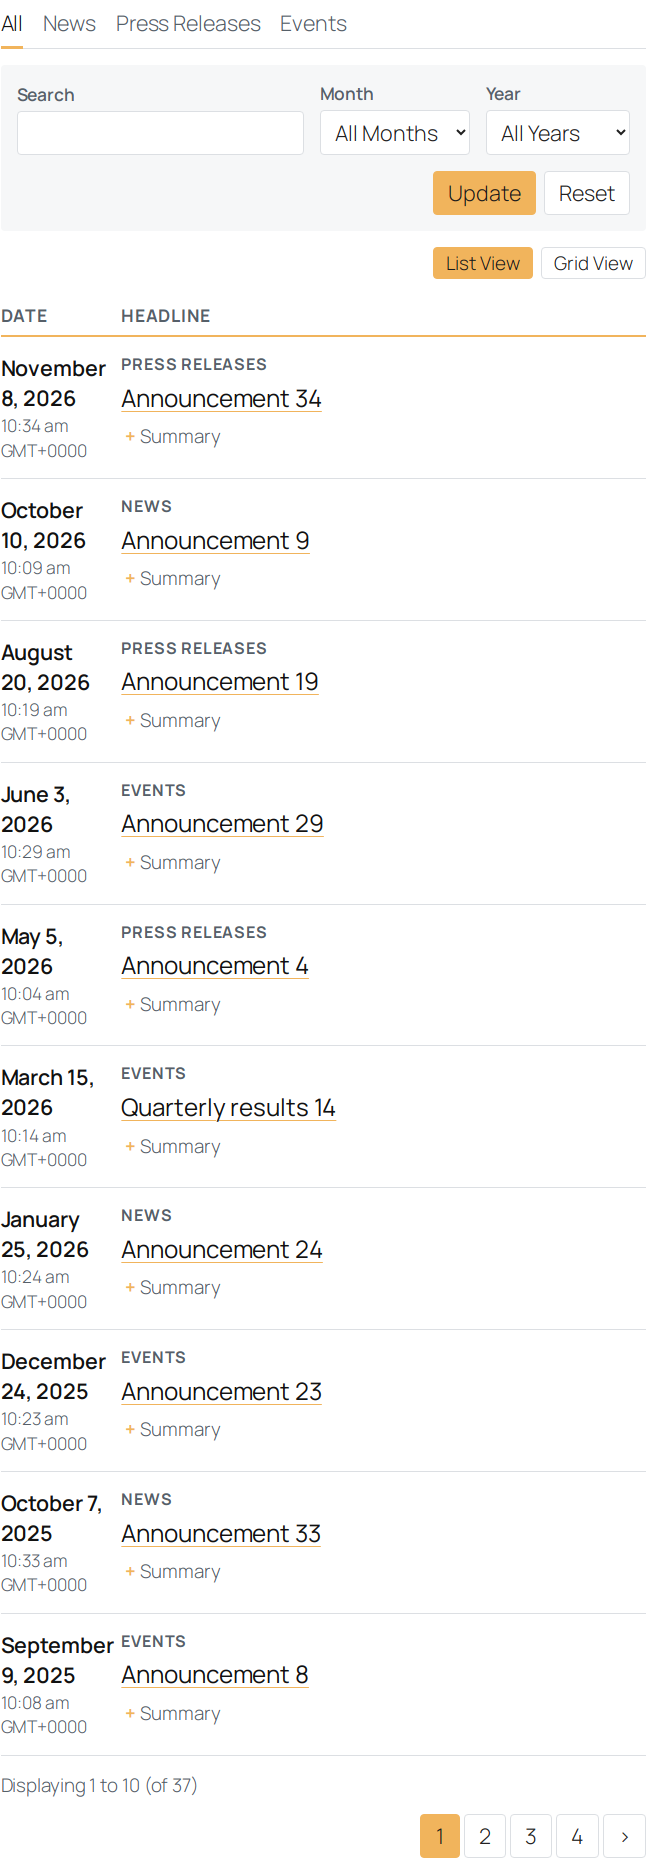 All News Press Releases Events
Search Month Year
All Months All Years
Update Reset
List View Grid View
DATE HEADLINE
November PRESS RELEASES
8, 2026 Announcement 34
10:34 am + Summary
GMT+0000
October NEWS
10, 2026 Announcement 9
10:09 am + Summary
GMT+0000
August PRESS RELEASES
20, 2026 Announcement 19
10:19 am + Summary
GMT+0000
June 3, EVENTS
2026 Announcement 29
10:29 am + Summary
GMT+0000
May 5, PRESS RELEASES
2026 Announcement 4
10:04 am + Summary
GMT+0000
March 15, EVENTS
2026 Quarterly results 14
10:14 am + Summary
GMT+0000
January NEWS
25, 2026 Announcement 24
10:24 am + Summary
GMT+0000
December EVENTS
24, 2025 Announcement 23
10:23 am + Summary
GMT+0000
October 7, NEWS
2025 Announcement 33
10:33 am + Summary
GMT+0000
September EVENTS
9, 2025 Announcement 8
10:08 am + Summary
GMT+0000
Displaying 1 to 10 (of 37)
1 2 3 4 ›